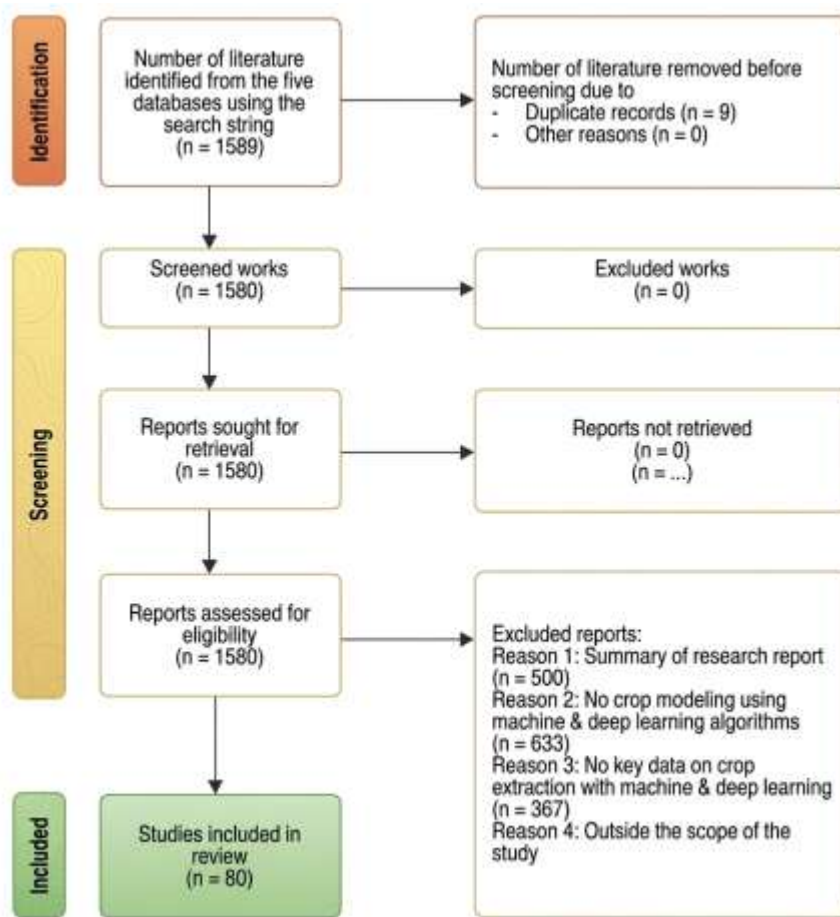 Identification
Number of literature
identified from the five
databases using the
search string
(n = 1589)
Number of literature removed before
screening due to
- Duplicate records (n = 9)
- Other reasons (n = 0)
Screening
Screened works
(n = 1580)
Excluded works
(n = 0)
Reports sought for
retrieval
(n = 1580)
Reports not retrieved
(n = 0)
(n = ...)
Reports assessed for
eligibility
(n = 1580)
Excluded reports:
Reason 1: Summary of research report
(n = 500)
Reason 2: No crop modeling using
machine & deep learning algorithms
(n = 633)
Reason 3: No key data on crop
extraction with machine & deep learning
(n = 367)
Reason 4: Outside the scope of the
study
Included
Studies included in
review
(n = 80)